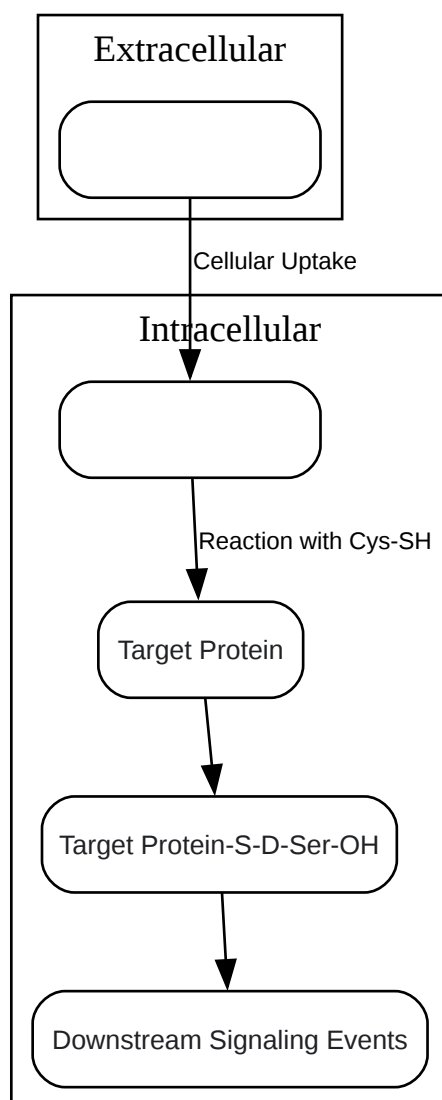 Extracellular
Cellular Uptake
Intracellular
Reaction with Cys-SH
Target Protein
Target Protein-S-D-Ser-OH
Downstream Signaling Events